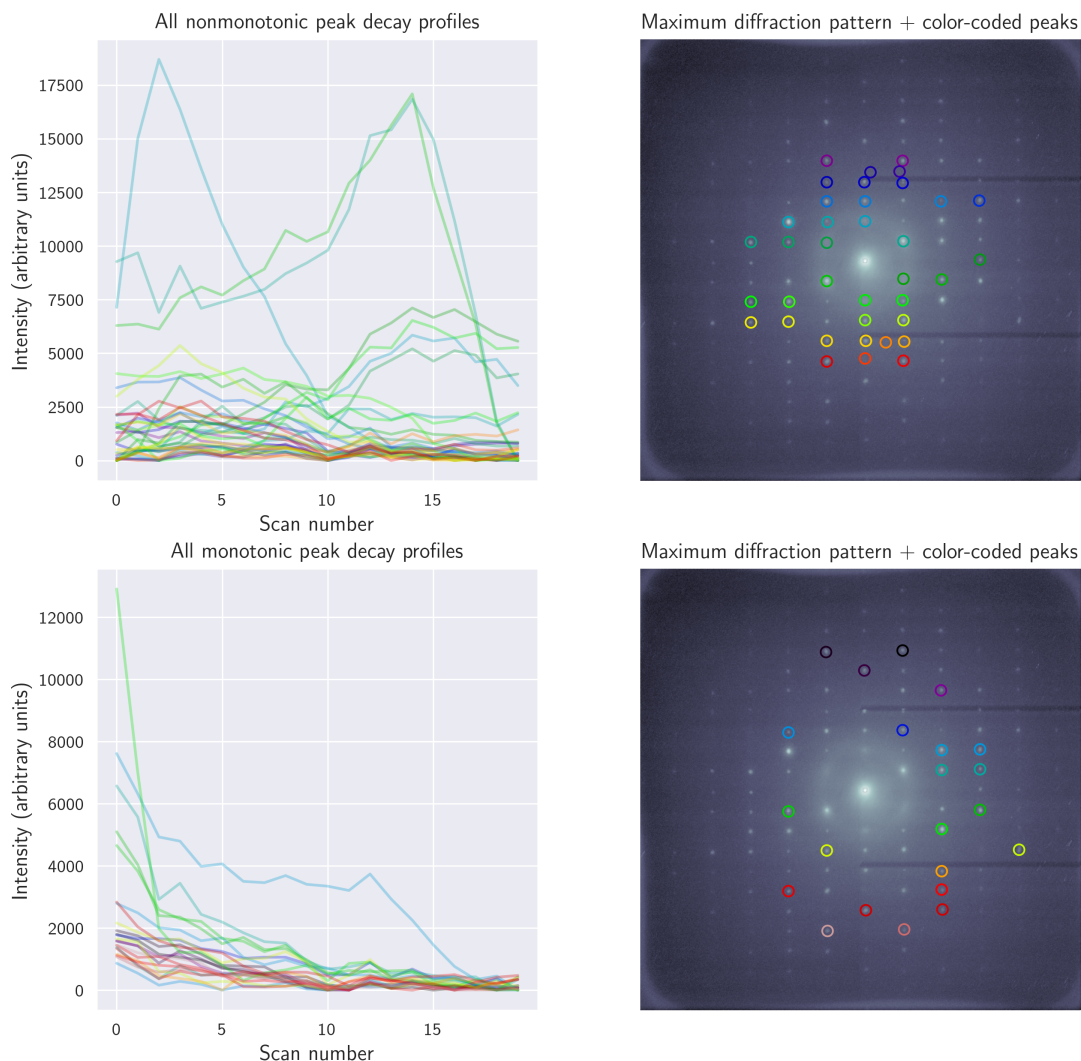 All nonmonotonic peak decay profiles
Maximum diffraction pattern + color-coded peaks
17500
15000
12500
10000
7500
5000
2500
0
Intensity (arbitrary units)
0 5 10 15
Scan number
All monotonic peak decay profiles
Maximum diffraction pattern + color-coded peaks
12000
10000
8000
6000
4000
2000
0
Intensity (arbitrary units)
0 5 10 15
Scan number